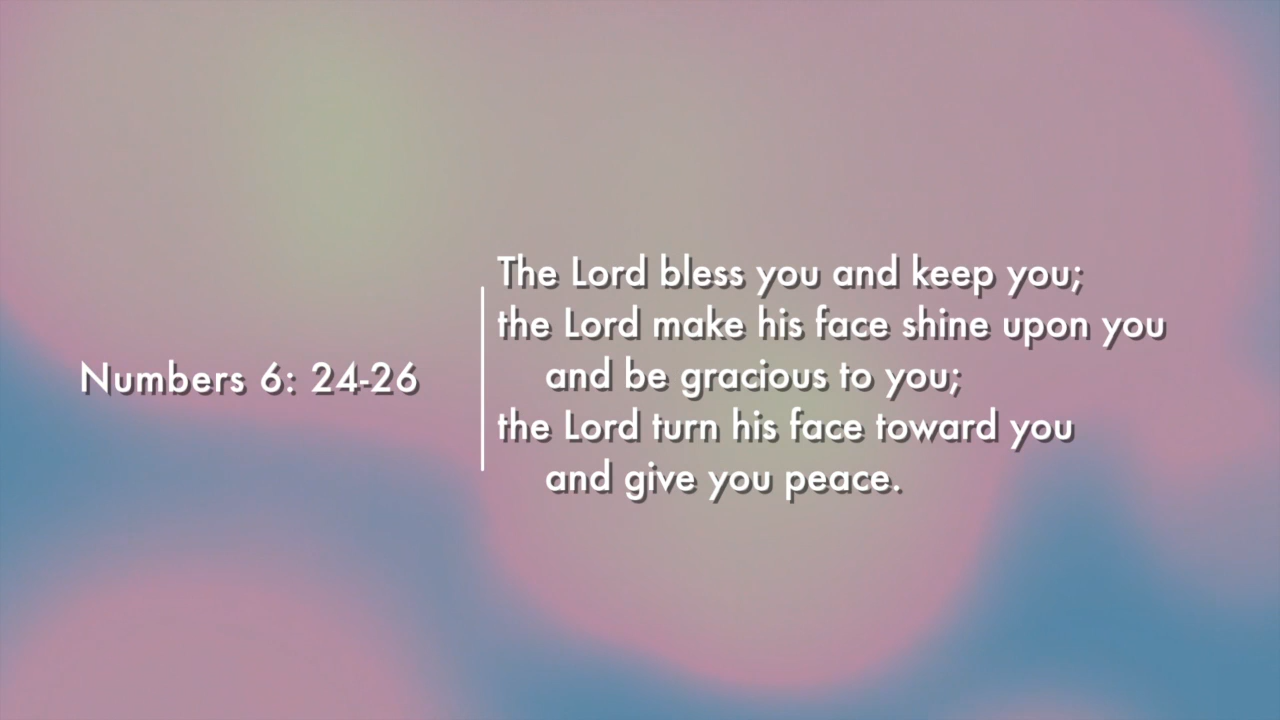 Numbers 6: 24-26
The Lord bless you and keep you;
the Lord make his face shine upon you
and be gracious to you;
the Lord turn his face toward you
and give you peace.